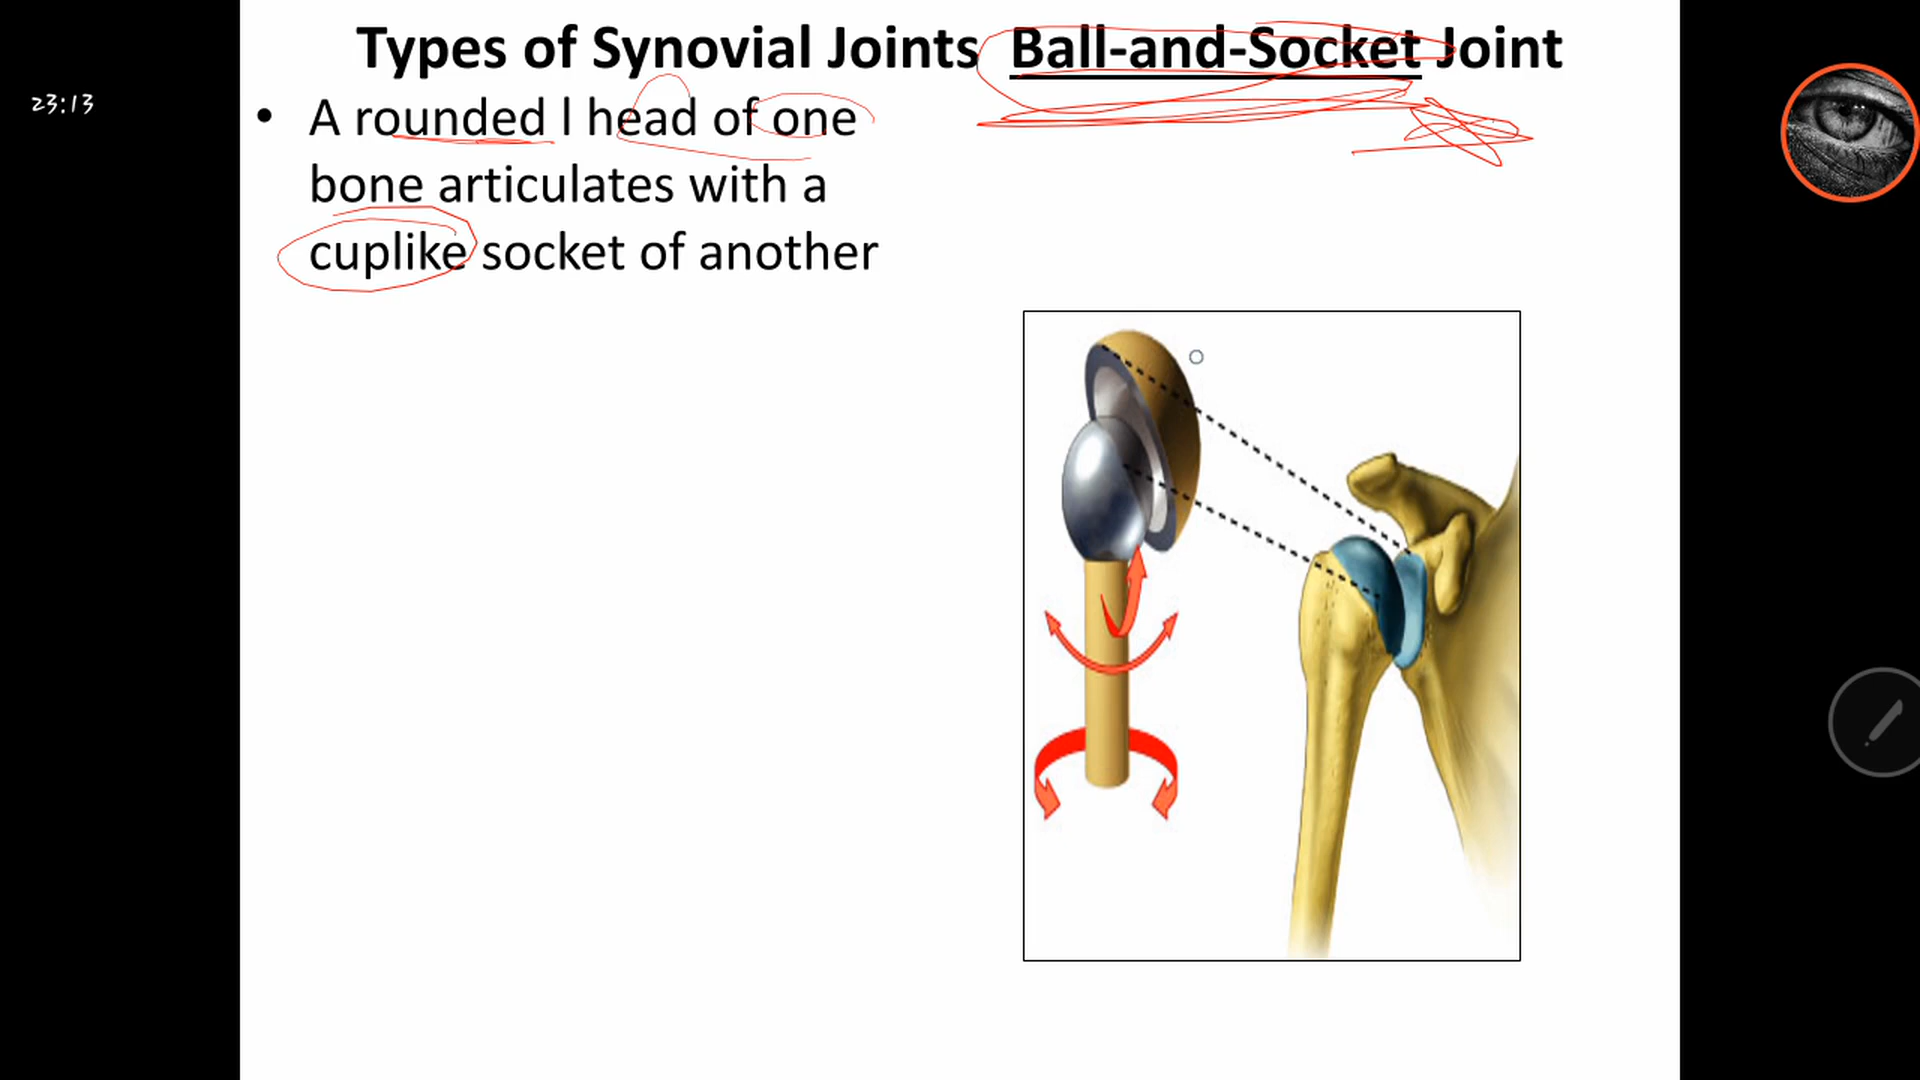 Types of Synovial Joints Ball-and-Socket Joint
23:13
• A rounded l head of one
bone articulates with a
cuplike socket of another